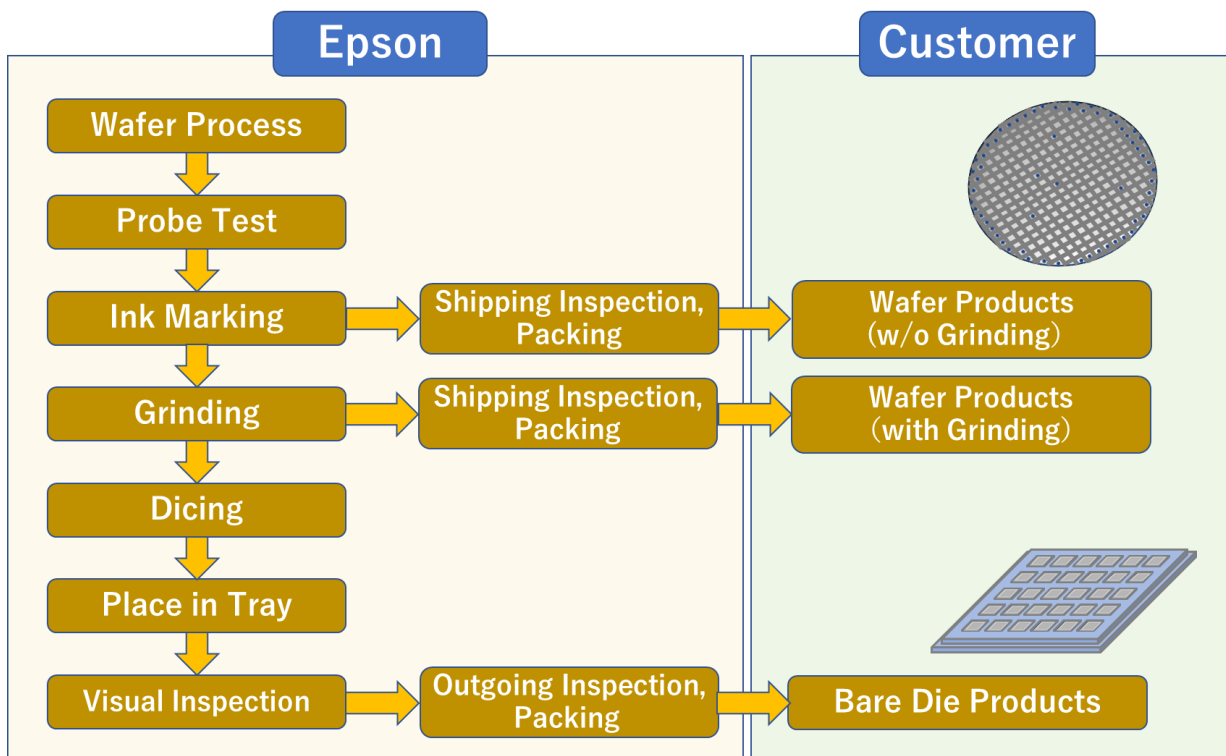 Epson
Customer
Wafer Process
Probe Test
Ink Marking
Shipping Inspection,
Packing
Wafer Products
(w/o Grinding）
Grinding
Shipping Inspection,
Packing
Wafer Products
（with Grinding）
Dicing
Place in Tray
Visual Inspection
Outgoing Inspection,
Packing
Bare Die Products